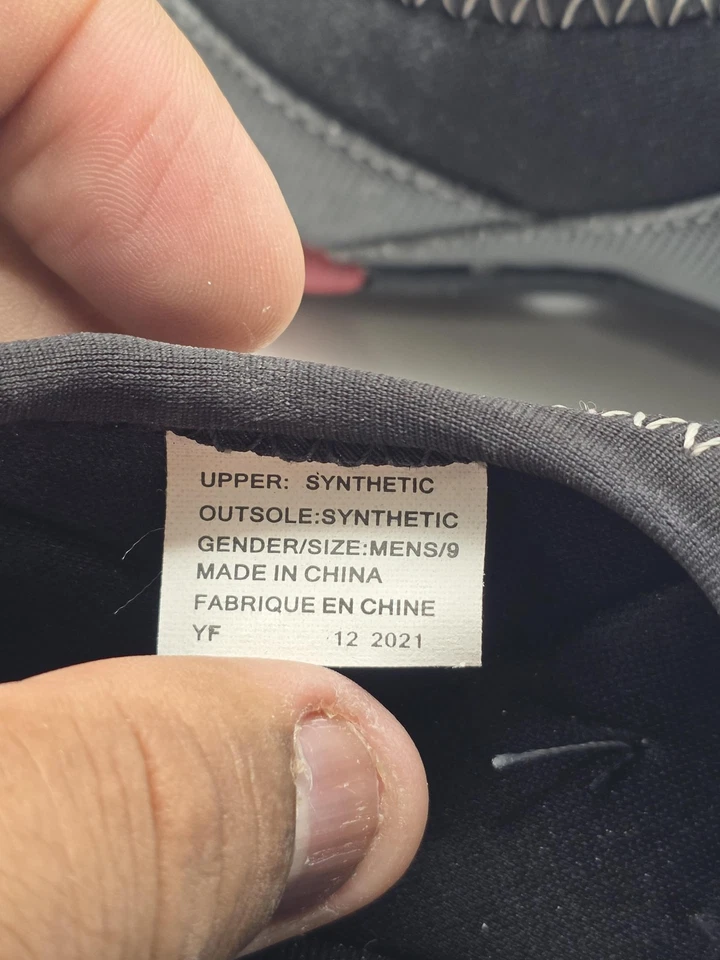 UPPER: SYNTHETIC
OUTSOLE:SYNTHETIC
GENDER/SIZE:MENS/9
MADE IN CHINA
FABRIQUE EN CHINE
YF 12 2021